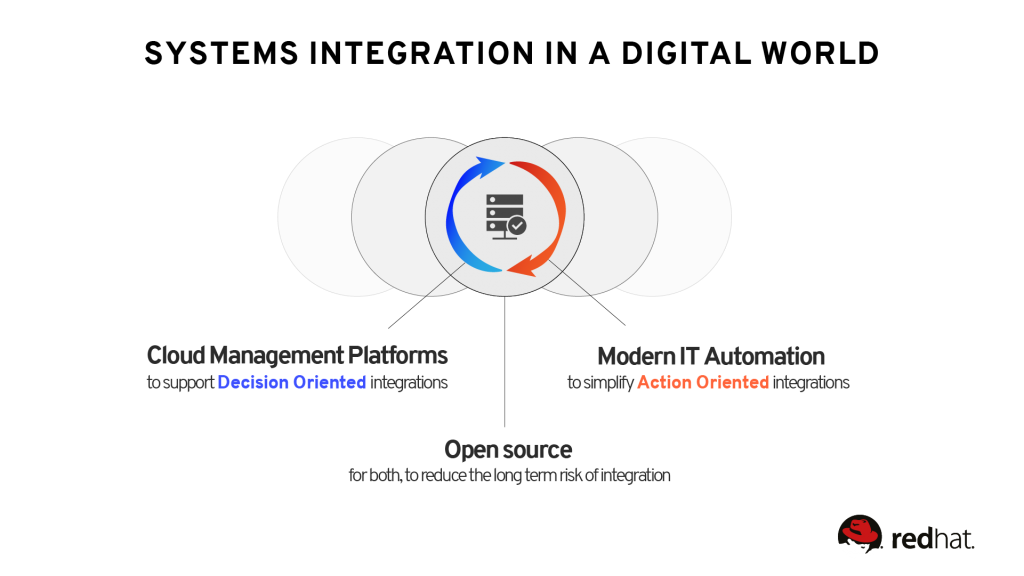 SYSTEMS INTEGRATION IN A DIGITAL WORLD
Cloud Management Platforms
to support Decision Oriented integrations
Modern IT Automation
to simplify Action Oriented integrations
Open source
for both, to reduce the long term risk of integration
redhat.